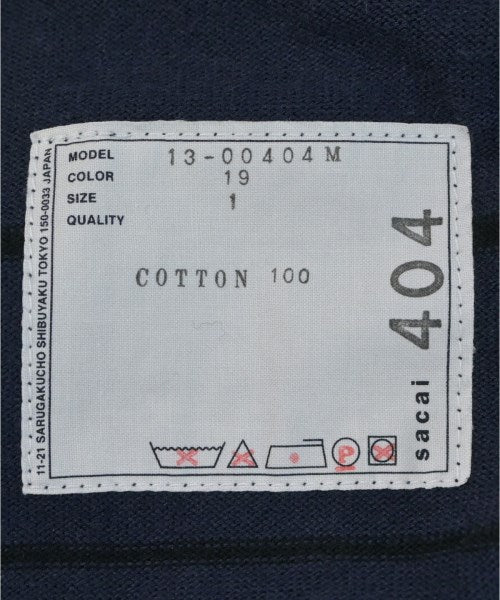 MODEL 13-00404 M
COLOR 19
SIZE 1
QUALITY
COTTON 100
P
sacai 404
11-21 SARUGAKUCHO SHIBUYAKU TOKYO 150-0033 JAPAN